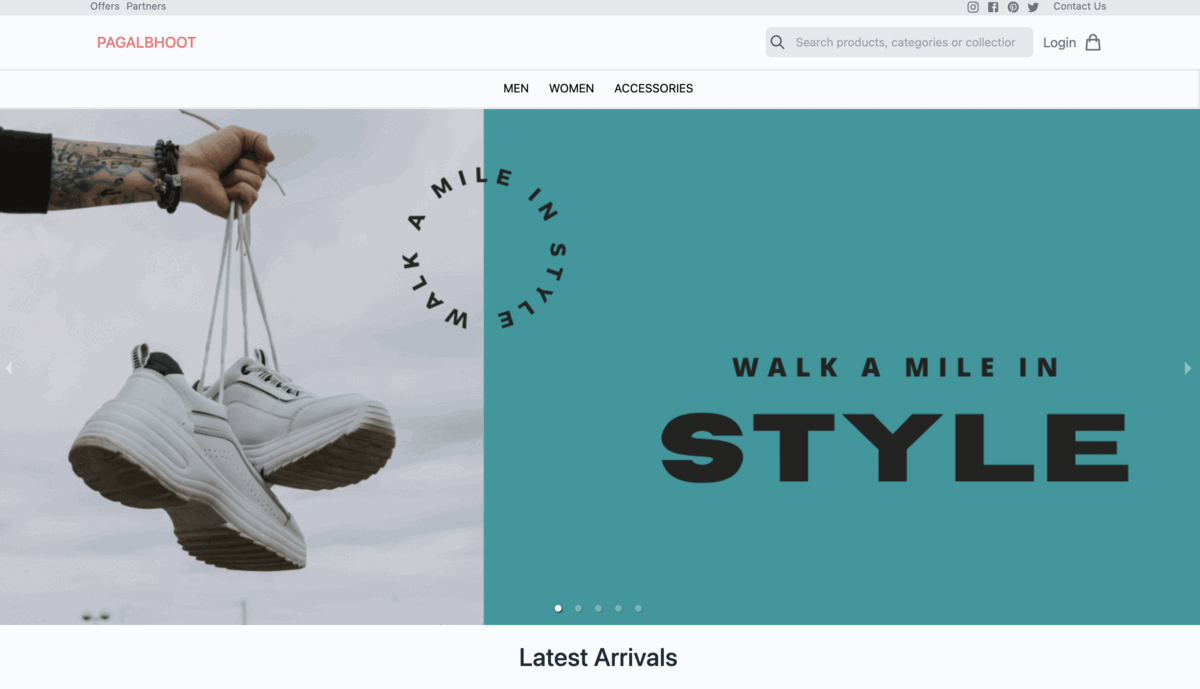 Offers Partners
Contact Us
PAGALBHOOT
Search products, categories or collectior
Login
MEN WOMEN ACCESSORIES
WALK A MILE IN STYLE
WALK A MILE IN
STYLE
Latest Arrivals